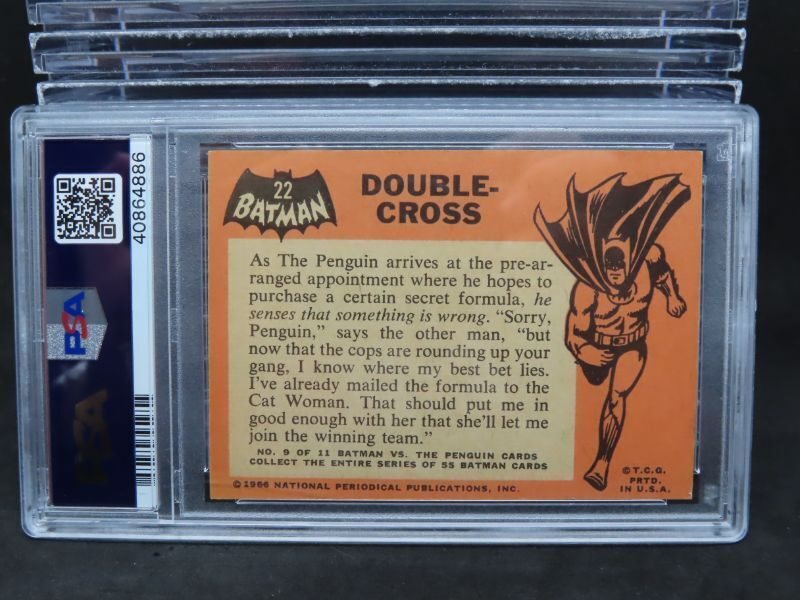 40864886
PSA
PSA
22
BATMAN
DOUBLE-
CROSS
As The Penguin arrives at the pre-ar-
ranged appointment where he hopes to
purchase a certain secret formula, he
senses that something is wrong. “Sorry,
Penguin,” says the other man, “but
now that the cops are rounding up your
gang, I know where my best bet lies.
I’ve already mailed the formula to the
Cat Woman. That should put me in
good enough with her that she’ll let me
join the winning team.”
NO. 9 OF 11 BATMAN VS. THE PENGUIN CARDS
COLLECT THE ENTIRE SERIES OF 55 BATMAN CARDS
© 1966 NATIONAL PERIODICAL PUBLICATIONS, INC.
© T.C.G.
PRTD.
IN U.S.A.